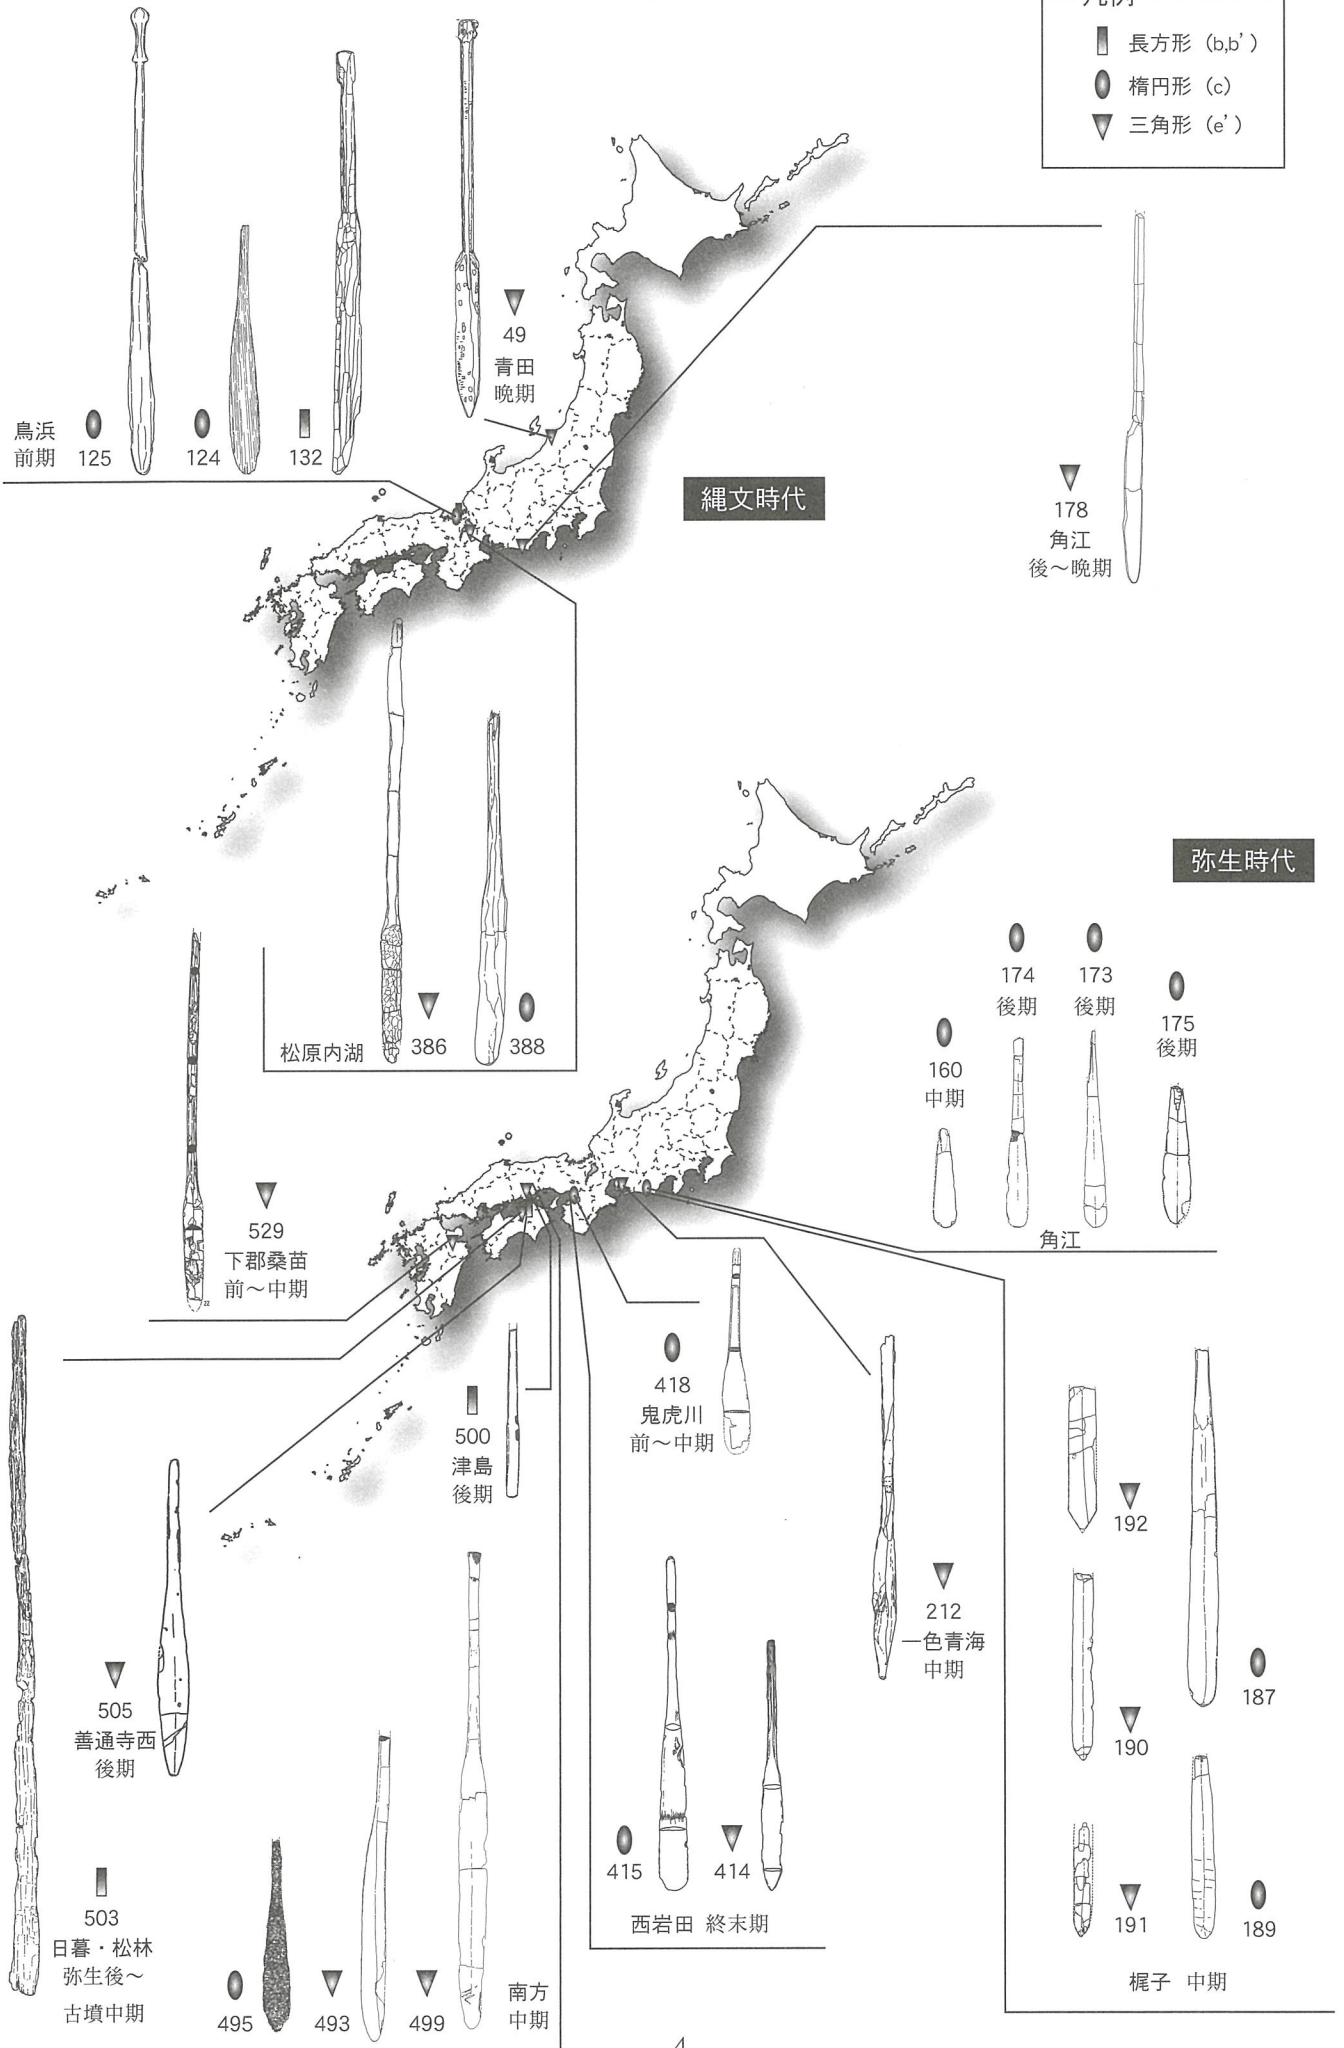 凡例
長方形（b,b'）
楕円形（c）
三角形（e'）
49
青田
晩期
鳥浜
前期
125
124
132
縄文時代
178
角江
後～晩期
松原内湖
386
388
弥生時代
174
後期
173
後期
175
後期
160
中期
角江
529
下郡桑苗
前～中期
22
500
津島
後期
418
鬼虎川
前～中期
192
212
一色青海
中期
187
190
505
善通寺西
後期
415
414
191
189
西岩田 終末期
503
日暮・松林
弥生後～
古墳中期
495
493
499
南方
中期
梶子 中期
4